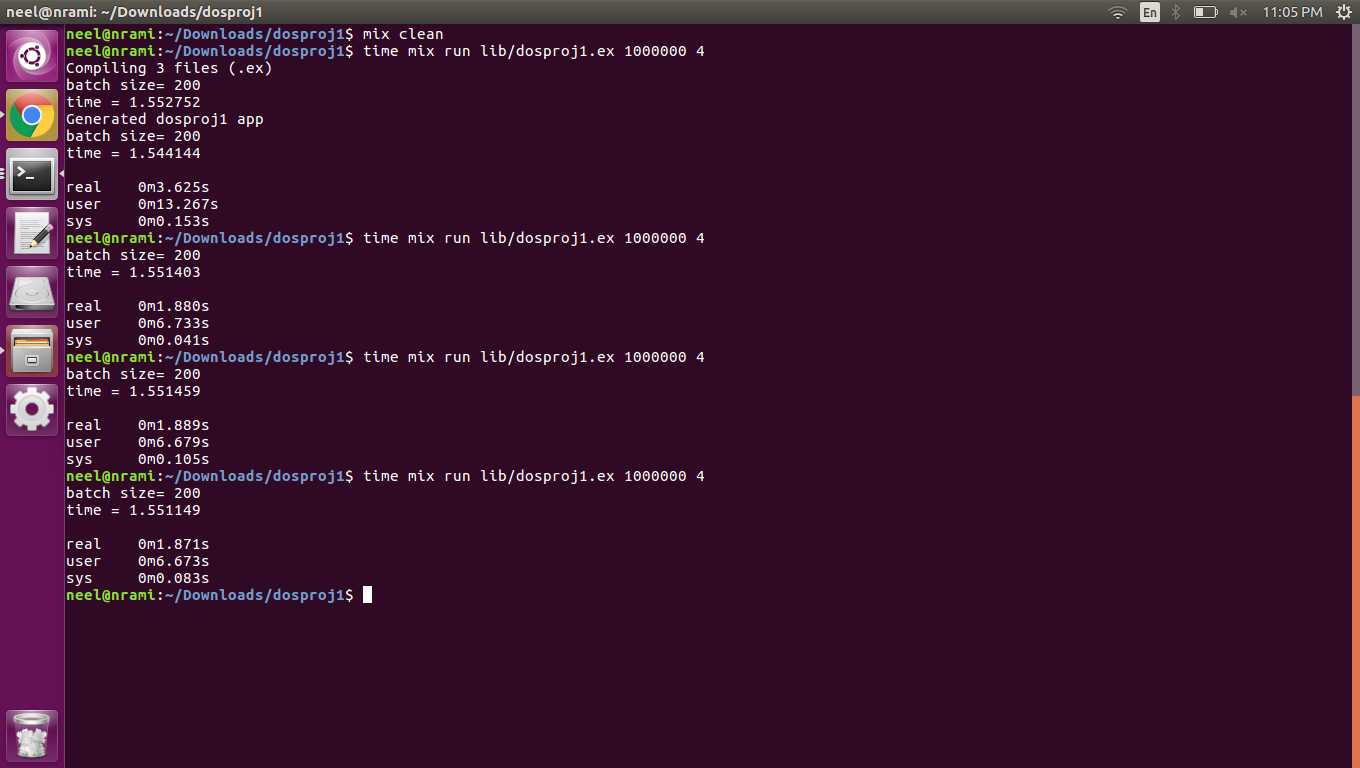 neel@nrami: ~/Downloads/dosproj1
En
11:05 PM
neel@nrami:~/Downloads/dosproj1$ mix clean
neel@nrami:~/Downloads/dosproj1$ time mix run lib/dosproj1.ex 1000000 4
Compiling 3 files (.ex)
batch size= 200
time = 1.552752
Generated dosproj1 app
batch size= 200
time = 1.544144
real    0m3.625s
user    0m13.267s
sys     0m0.153s
neel@nrami:~/Downloads/dosproj1$ time mix run lib/dosproj1.ex 1000000 4
batch size= 200
time = 1.551403
real    0m1.880s
user    0m6.733s
sys     0m0.041s
neel@nrami:~/Downloads/dosproj1$ time mix run lib/dosproj1.ex 1000000 4
batch size= 200
time = 1.551459
real    0m1.889s
user    0m6.679s
sys     0m0.105s
neel@nrami:~/Downloads/dosproj1$ time mix run lib/dosproj1.ex 1000000 4
batch size= 200
time = 1.551149
real    0m1.871s
user    0m6.673s
sys     0m0.083s
neel@nrami:~/Downloads/dosproj1$